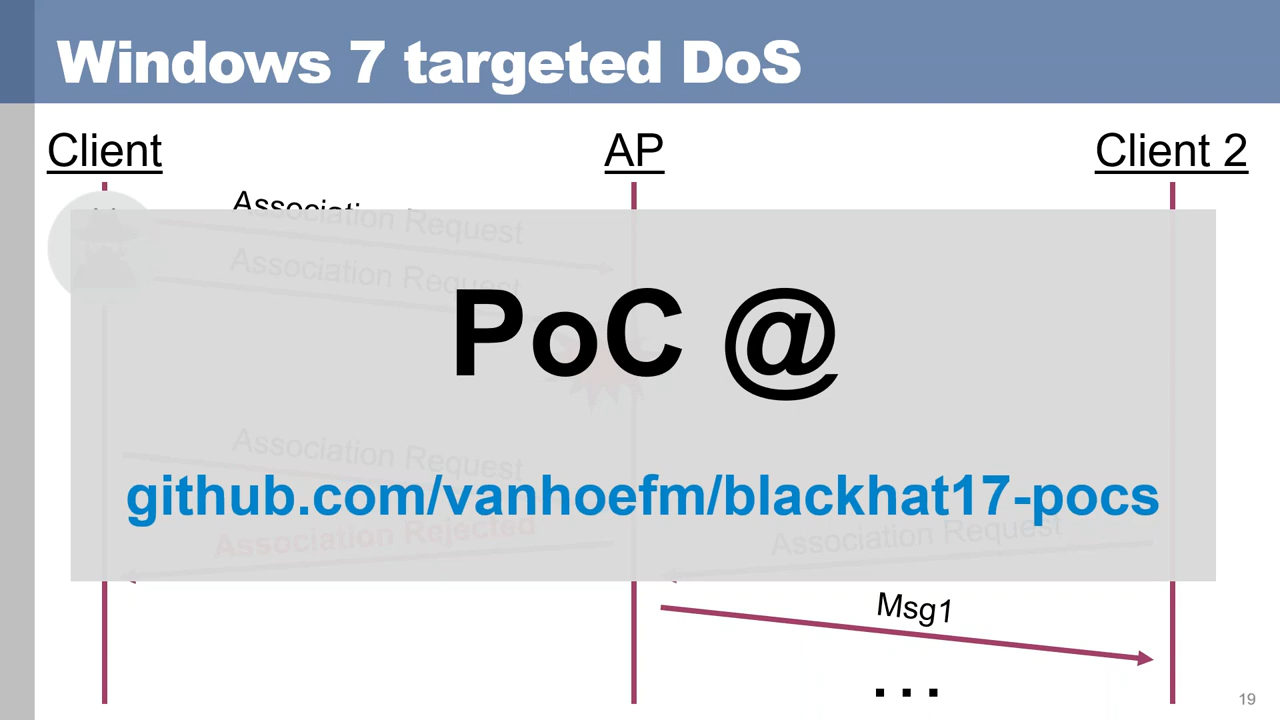 Windows 7 targeted DoS
Client
AP
Client 2
Association Request
Association Request
PoC @
Association Request
github.com/vanhoefm/blackhat17-pocs
Association Rejected
Association Request
Msg1
...
19